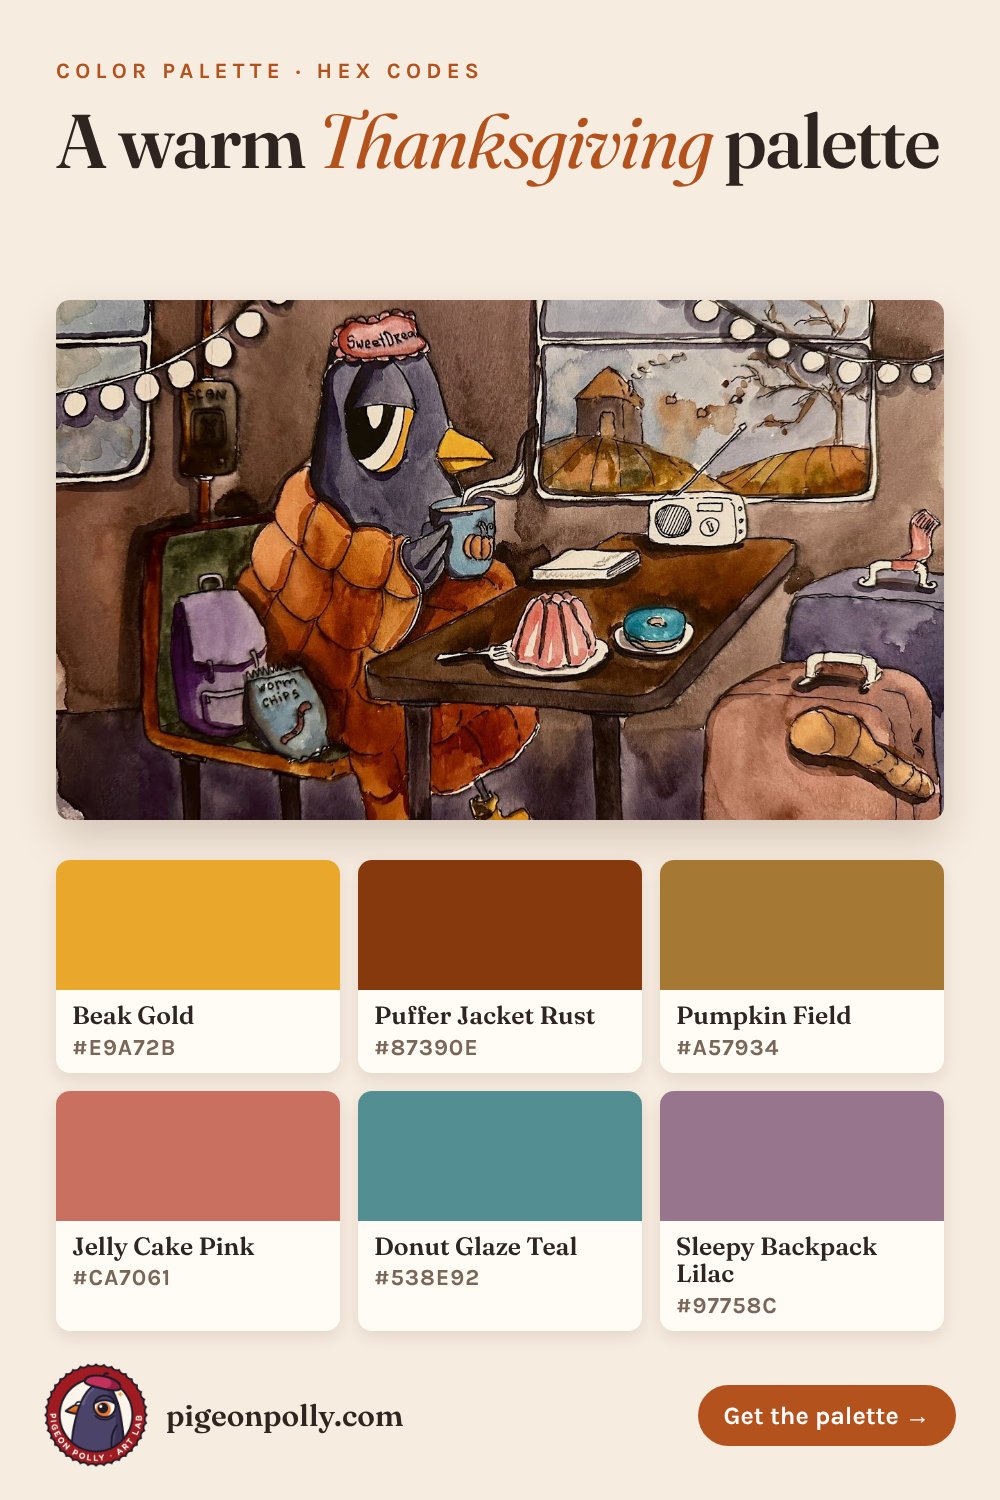 COLOR PALETTE · HEX CODES
A warm Thanksgiving palette
SweetDrea
WORM
CHIPS
Beak Gold
#E9A72B
Puffer Jacket Rust
#87390E
Pumpkin Field
#A57934
Jelly Cake Pink
#CA7061
Donut Glaze Teal
#538E92
Sleepy Backpack
Lilac
#97758C
PIGEON POLLY · ART LAB
pigeonpolly.com
Get the palette →